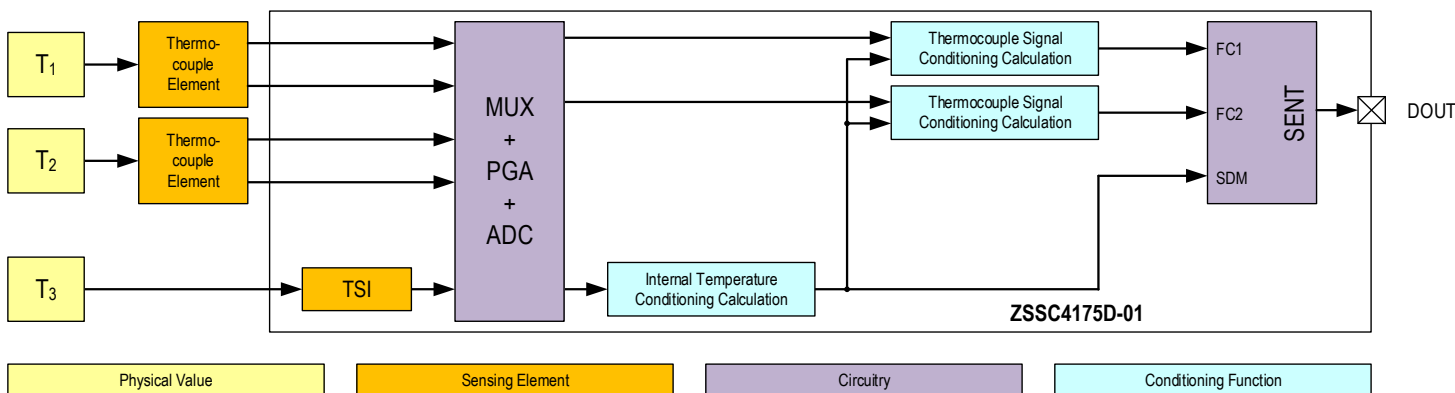 T1
Thermo-
couple
Element
T2
Thermo-
couple
Element
T3
TSI
MUX
+
PGA
+
ADC
Internal Temperature
Conditioning Calculation
Thermocouple Signal
Conditioning Calculation
Thermocouple Signal
Conditioning Calculation
FC1
FC2
SDM
SENT
DOUT
ZSSC4175D-01
Physical Value
Sensing Element
Circuitry
Conditioning Function